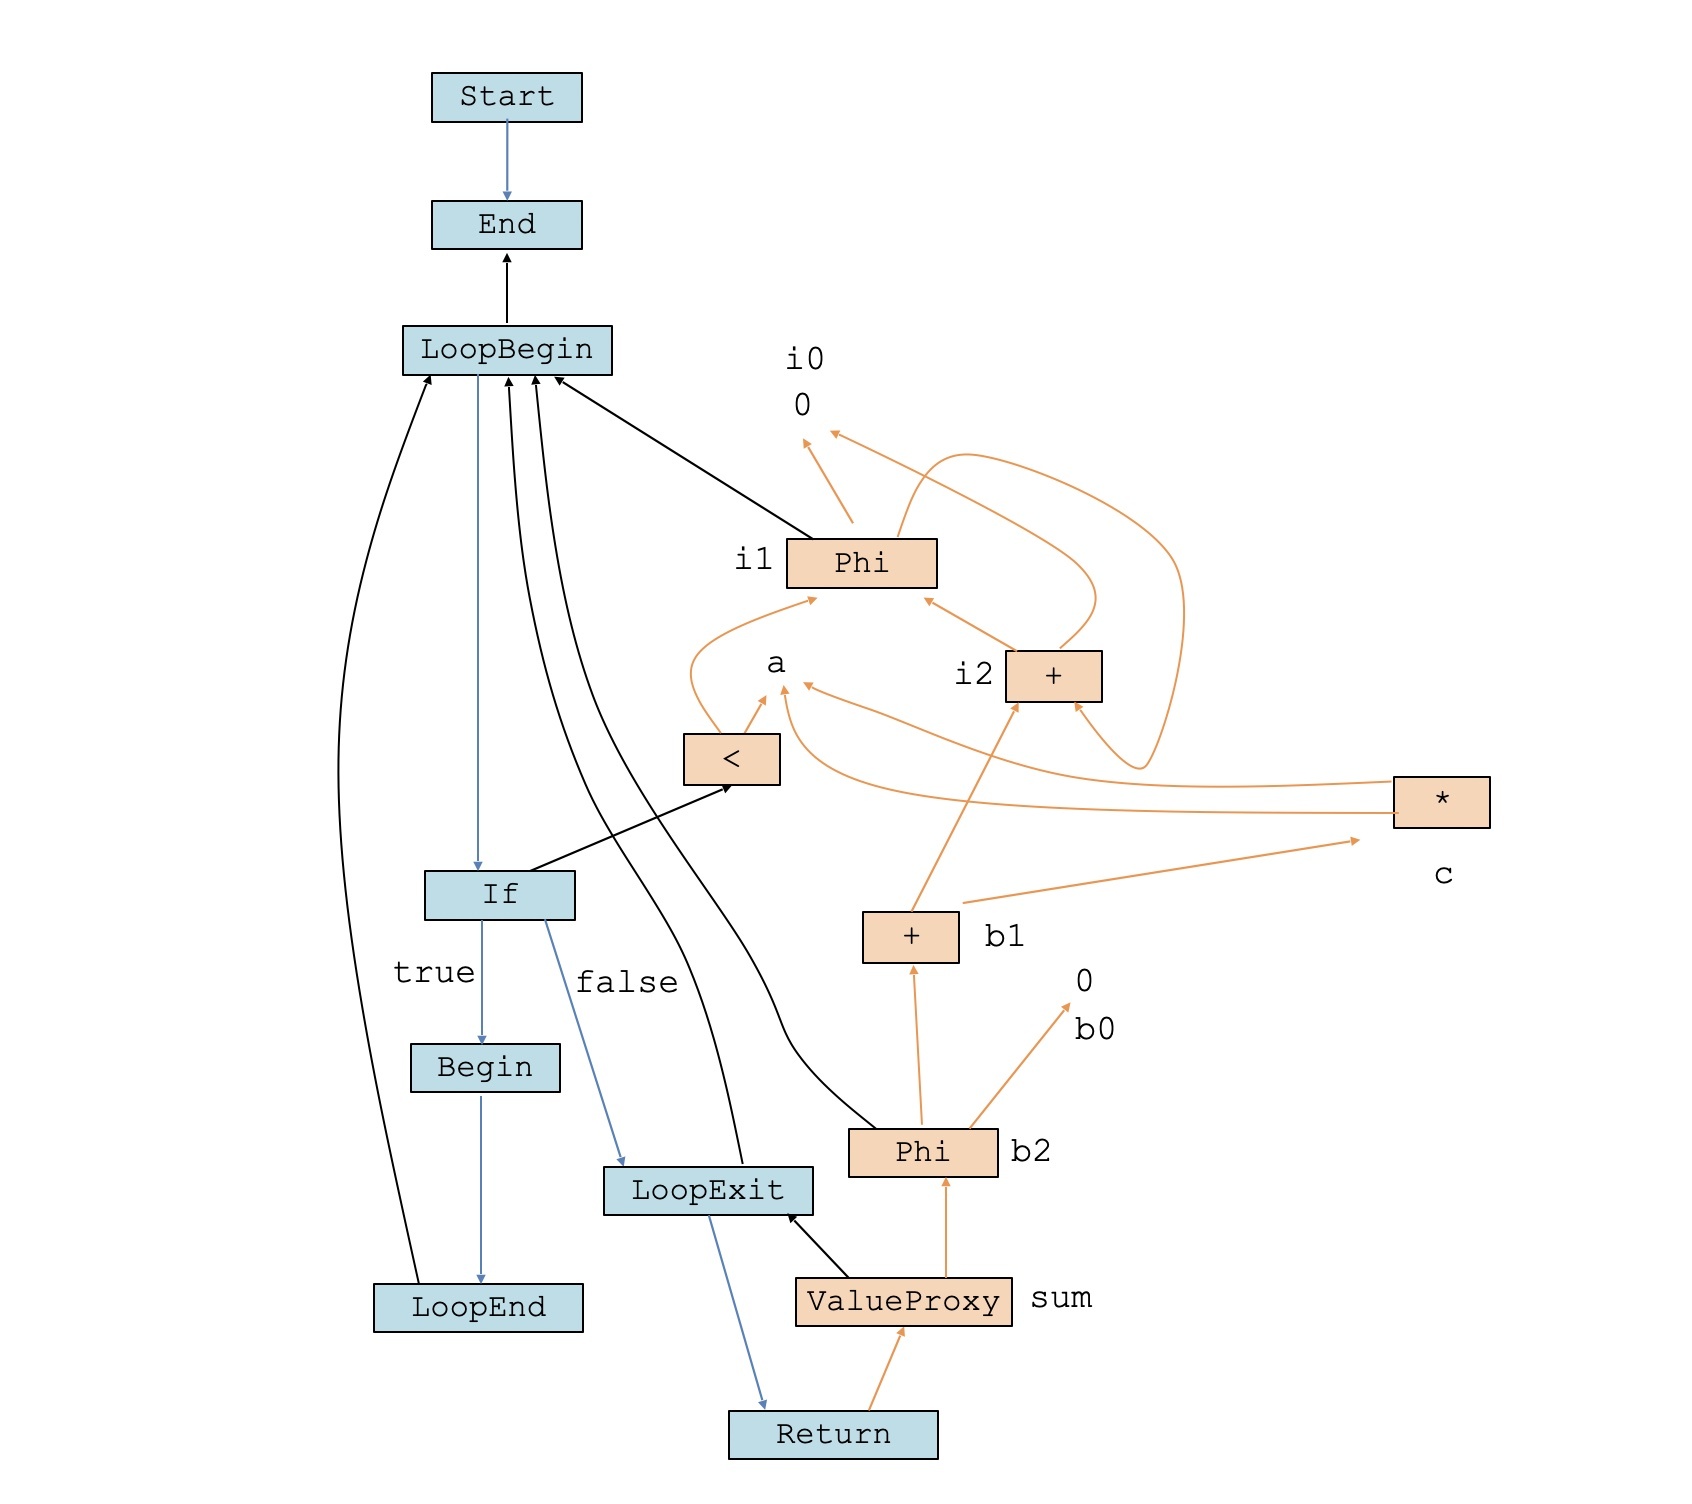 Start
End
LoopBegin
i0
0
i1
Phi
a
i2
+
<
*
c
If
+
b1
true
false
0
b0
Begin
Phi
b2
LoopExit
LoopEnd
ValueProxy
sum
Return